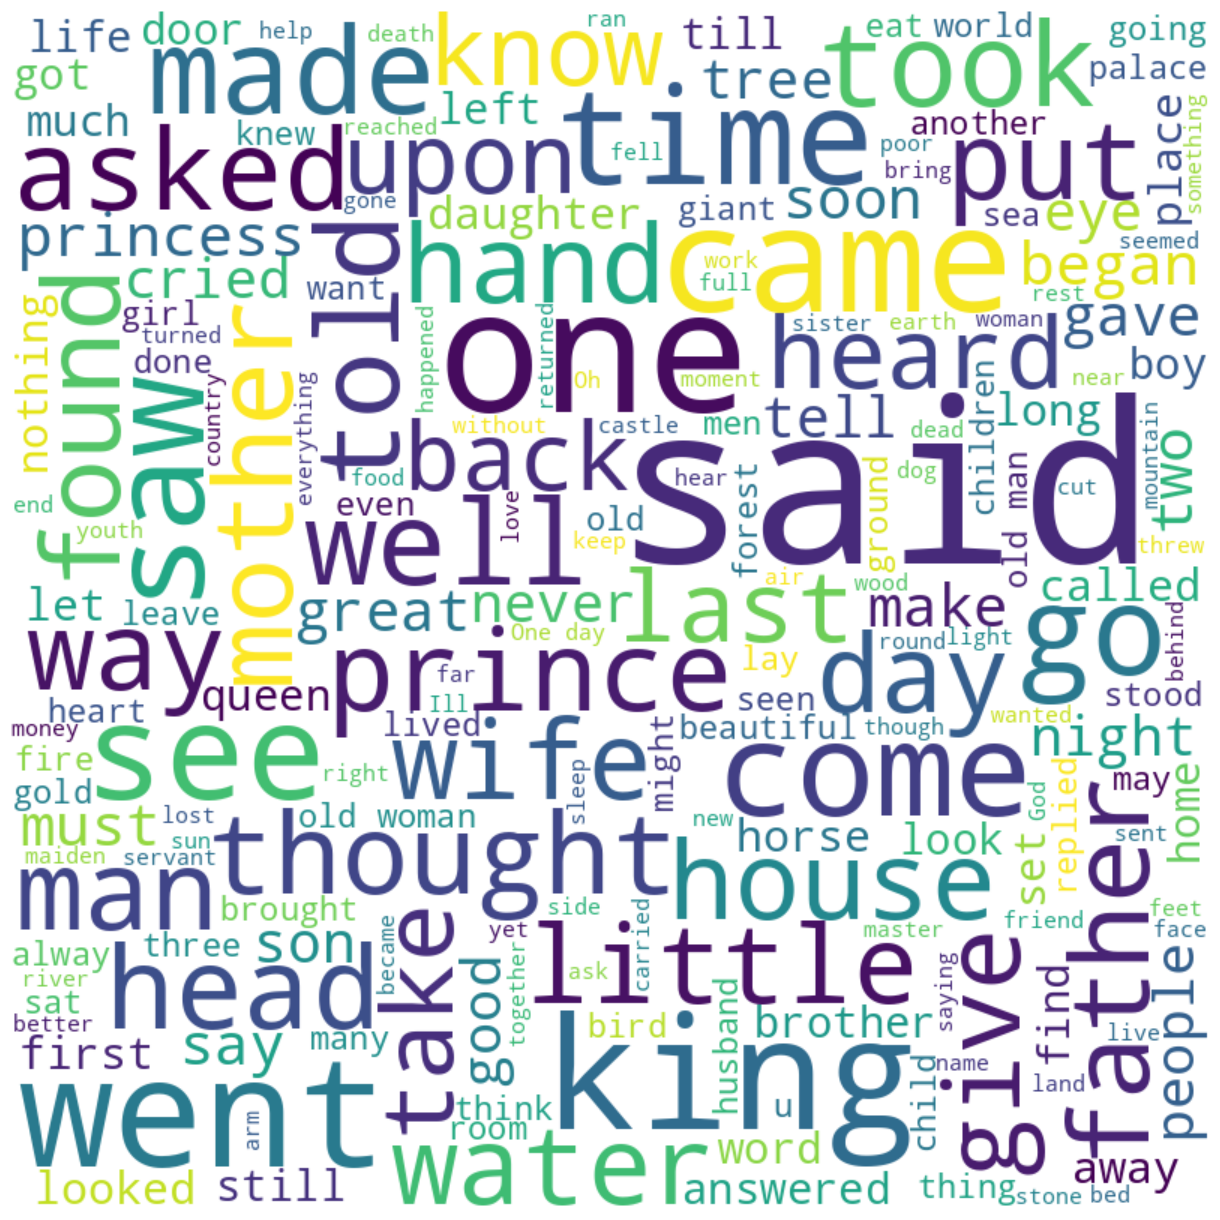 life
door
help
ran
death
know
till
took
eat
world
going
got
made
left
tree
palace
much
knew
reached
time
fell
another
poor
bring
put
place
something
asked
upon
gone
daughter
giant
soon
sea
eye
seemed
princess
told
hand
came
work
full
began
rest
found
cried
want
nothing
girl
turned
done
mother
happened
returned
one
sister
earth
woman
heard
gave
boy
Oh
moment
near
saw
country
everything
without
castle
men
tell
children
long
back
said
hear
dead
dog
cut
mountain
two
food
even
love
old
keep
forest
ground
old man
threw
end
youth
well
air
wood
called
let
leave
great
never
last
make
go
behind
way
One day
prince
far
Ill
lay
day
round
light
queen
seen
stood
heart
lived
beautiful
though
wanted
money
see
wife
might
come
night
fire
right
sleep
may
gold
old woman
lost
must
thought
new
horse
look
set
God
replied
sent
father
home
maiden
servant
sun
house
man
brought
take
side
carried
master
give
friend
feet
face
alway
three
son
became
yet
little
people
river
head
good
together
ask
saying
find
sat
better
bird
brother
husband
live
first
say
many
king
child
name
land
went
arm
think
u
room
water
word
away
looked
still
answered
thing
stone
bed